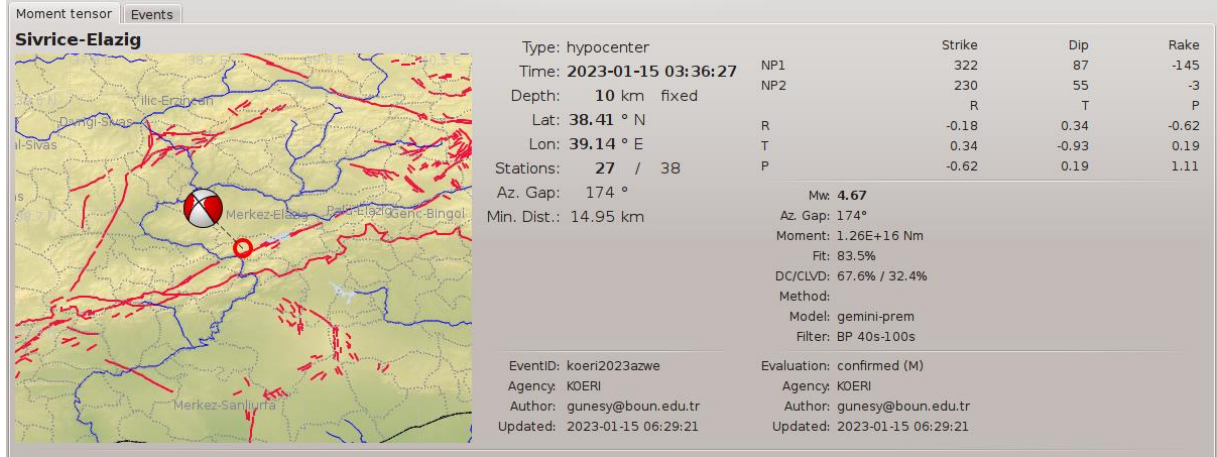 Moment tensor
Events
Sivrice-Elazig
38.7 E
40.5 E
Ilic-Erzincan
Divrigi-Sivas
al-Sivas
Merkez-Elazig
Palu-Elazig
Genc-Bingol
Merkez-Sanliurfa
Type: hypocenter
Time: 2023-01-15 03:36:27
Depth: 10 km fixed
Lat: 38.41 ° N
Lon: 39.14 ° E
Stations: 27 / 38
Az. Gap: 174 °
Min. Dist.: 14.95 km
Strike Dip Rake
NP1 322 87 -145
NP2 230 55 -3
R T P
R -0.18 0.34 -0.62
T 0.34 -0.93 0.19
P -0.62 0.19 1.11
Mw: 4.67
Az. Gap: 174°
Moment: 1.26E+16 Nm
Fit: 83.5%
DC/CLVD: 67.6% / 32.4%
Method:
Model: gemini-prem
Filter: BP 40s-100s
EventID: koeri2023azwe
Agency: KOERI
Author: gunesy@boun.edu.tr
Updated: 2023-01-15 06:29:21
Evaluation: confirmed (M)
Agency: KOERI
Author: gunesy@boun.edu.tr
Updated: 2023-01-15 06:29:21